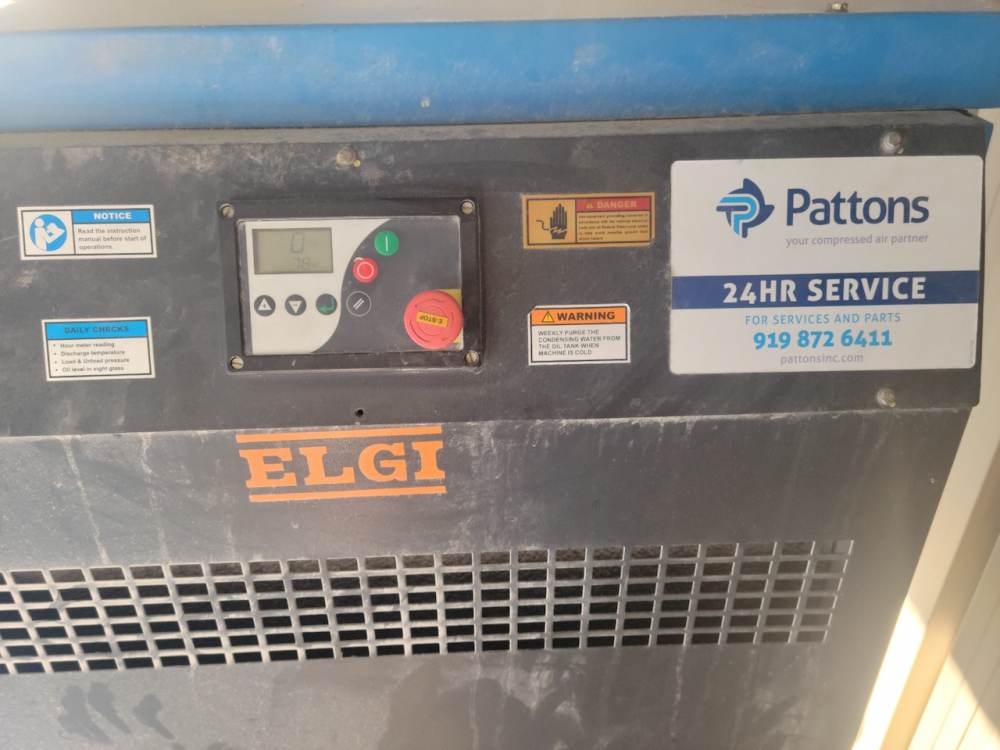 NOTICE
Read the instruction
manual before start of
operations.
DAILY CHECKS
• Hour meter reading
• Discharge temperature
• Load & Unload pressure
• Oil level in sight glass
0
78
E-STOP
DANGER
WARNING
WEEKLY PURGE THE
CONDENSING WATER FROM
THE OIL TANK WHEN
MACHINE IS COLD
Pattons
your compressed air partner
24HR SERVICE
FOR SERVICES AND PARTS
919 872 6411
pattonsinc.com
ELGI